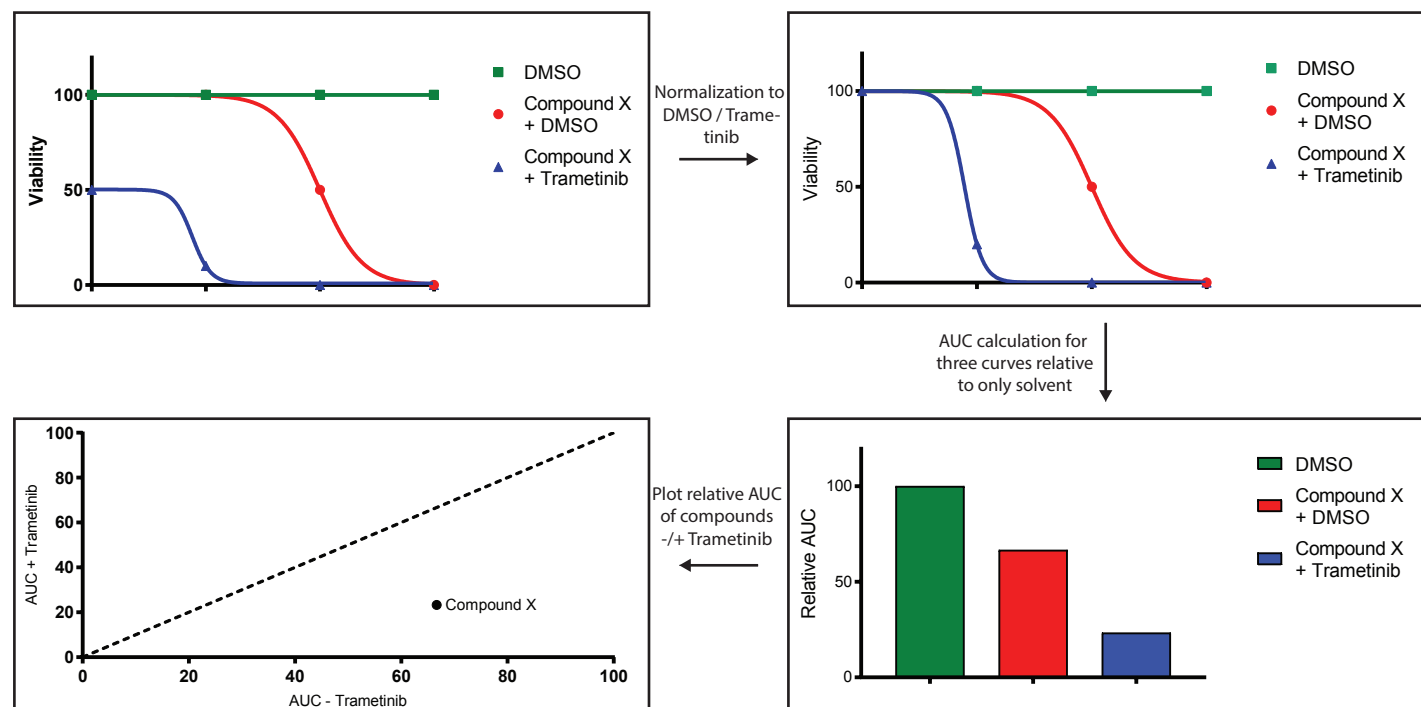 100
50
0
Viability
DMSO
Compound X
+ DMSO
Compound X
+ Trametinib
Normalization to
DMSO / Trame-
tinib
100
50
0
Viability
DMSO
Compound X
+ DMSO
Compound X
+ Trametinib
AUC calculation for
three curves relative
to only solvent
100
50
0
Relative AUC
DMSO
Compound X
+ DMSO
Compound X
+ Trametinib
Plot relative AUC
of compounds
-/+ Trametinib
100
80
60
40
20
0
AUC + Trametinib
Compound X
0 20 40 60 80 100
AUC - Trametinib